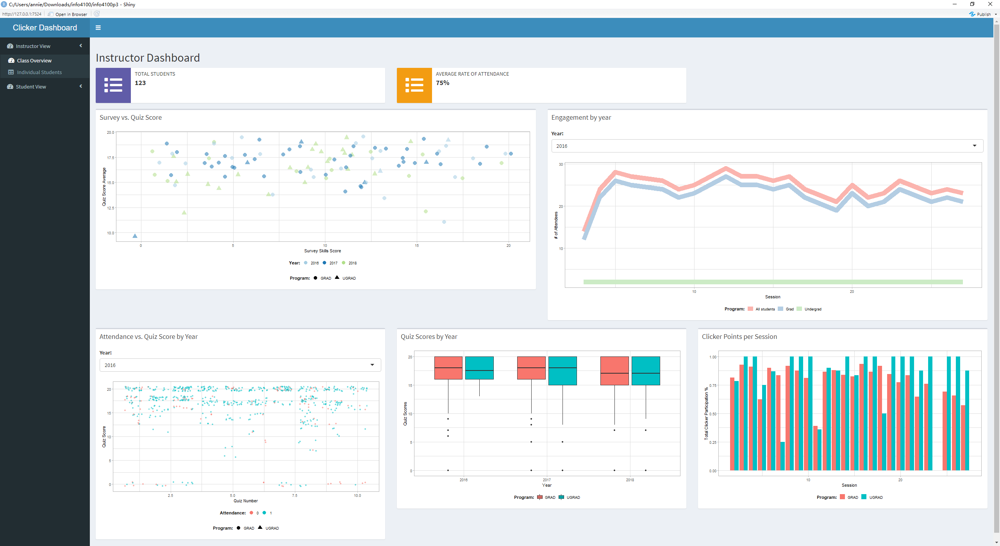 C:/Users/annie/Downloads/info4100/info4100p3 - Shiny
http://127.0.0.1:7524 Open in Browser Publish
Clicker Dashboard
Instructor View
Class Overview
Individual Students
Student View
Instructor Dashboard
TOTAL STUDENTS
123
AVERAGE RATE OF ATTENDANCE
75%
Survey vs. Quiz Score
20.0
17.5
15.0
12.5
10.0
Quiz Score Average
0 5 10 15 20
Survey Skills Score
Year: 2016 2017 2018
Program: GRAD UGRAD
Engagement by year
Year:
2016
30
20
10
# of Attendees
10 20
Session
Program: All students Grad Undergrad
Attendance vs. Quiz Score by Year
Year:
2016
20
15
10
5
0
Quiz Score
2.5 5.0 7.5 10.0
Quiz Number
Attendance: 0 1
Program: GRAD UGRAD
Quiz Scores by Year
20
15
10
5
0
Quiz Scores
2016 2017 2018
Year
Program: GRAD UGRAD
Clicker Points per Session
1.00
0.75
0.50
0.25
0.00
Total Clicker Participation %
10 20
Session
Program: GRAD UGRAD